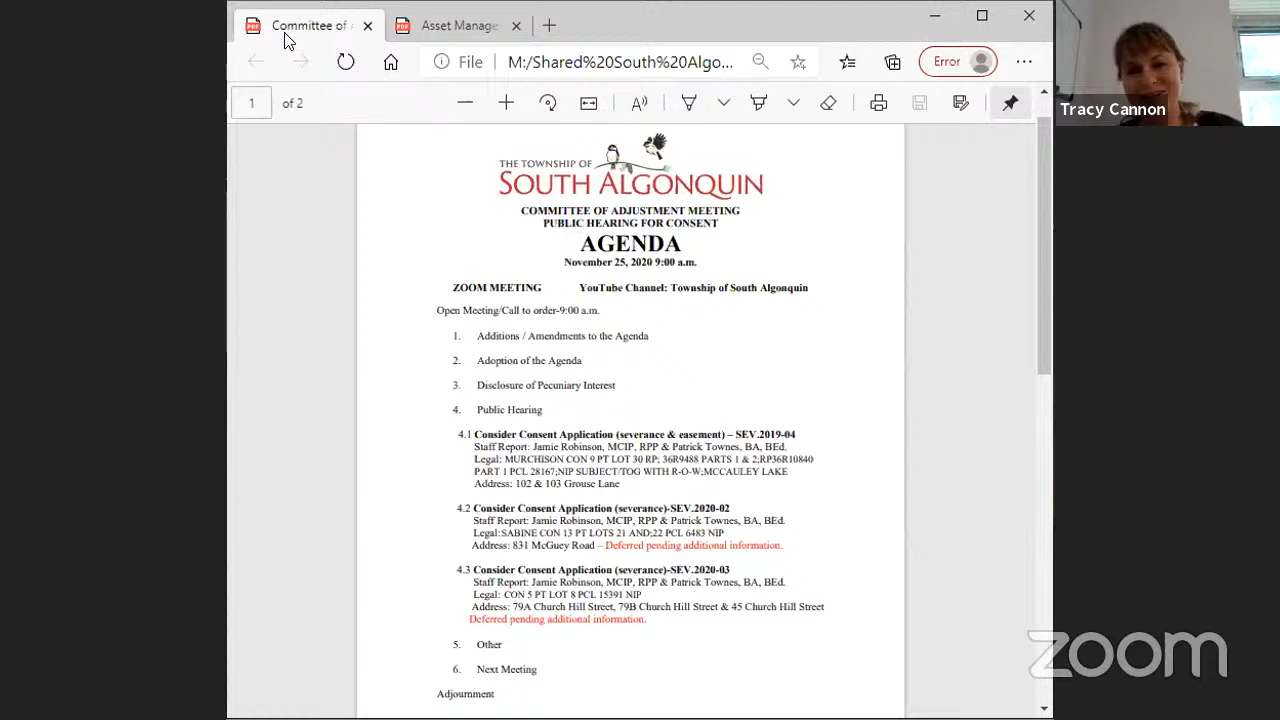 Committee of A
Asset Manage
File
M:/Shared%20South%20Algo...
Error
1
of 2
Tracy Cannon
THE TOWNSHIP OF
SOUTH ALGONQUIN
COMMITTEE OF ADJUSTMENT MEETING
PUBLIC HEARING FOR CONSENT
AGENDA
November 25, 2020 9:00 a.m.
ZOOM MEETING YouTube Channel: Township of South Algonquin
Open Meeting/Call to order-9:00 a.m.
1. Additions / Amendments to the Agenda
2. Adoption of the Agenda
3. Disclosure of Pecuniary Interest
4. Public Hearing
4.1 Consider Consent Application (severance & easement) – SEV.2019-04
Staff Report: Jamie Robinson, MCIP, RPP & Patrick Townes, BA, BEd.
Legal: MURCHISON CON 9 PT LOT 30 RP; 36R9488 PARTS 1 & 2;RP36R10840
PART 1 PCL 28167;NIP SUBJECT/TOG WITH R-O-W;MCCAULEY LAKE
Address: 102 & 103 Grouse Lane
4.2 Consider Consent Application (severance)-SEV.2020-02
Staff Report: Jamie Robinson, MCIP, RPP & Patrick Townes, BA, BEd.
Legal:SABINE CON 13 PT LOTS 21 AND;22 PCL 6483 NIP
Address: 831 McGuey Road – Deferred pending additional information.
4.3 Consider Consent Application (severance)-SEV.2020-03
Staff Report: Jamie Robinson, MCIP, RPP & Patrick Townes, BA, BEd.
Legal: CON 5 PT LOT 8 PCL 15391 NIP
Address: 79A Church Hill Street, 79B Church Hill Street & 45 Church Hill Street
Deferred pending additional information.
5. Other
6. Next Meeting
Adjournment
zoom